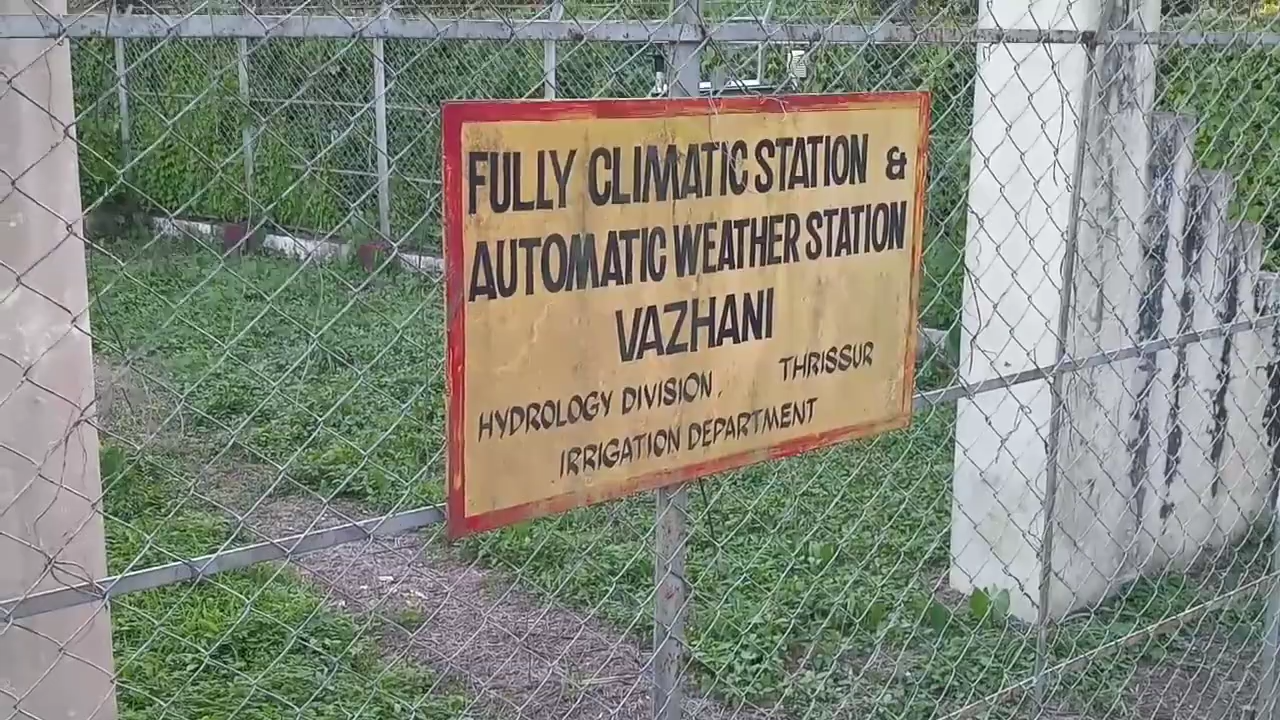 FULLY CLIMATIC STATION &
AUTOMATIC WEATHER STATION
VAZHANI
HYDROLOGY DIVISION, THRISSUR
IRRIGATION DEPARTMENT